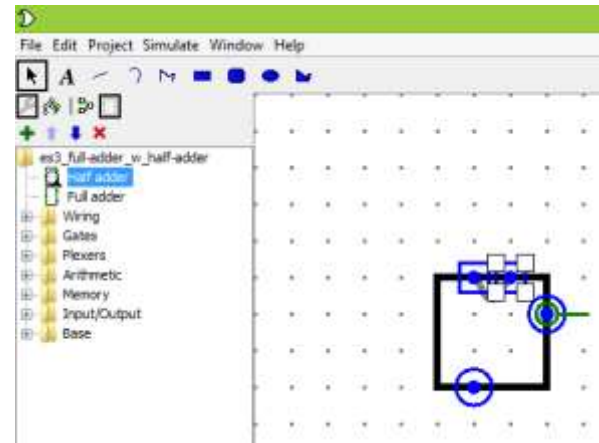 File Edit Project Simulate Window Help
A
es3_full-adder_w_half-adder
Half adder
Full adder
Wiring
Gates
Plexers
Arithmetic
Memory
Input/Output
Base